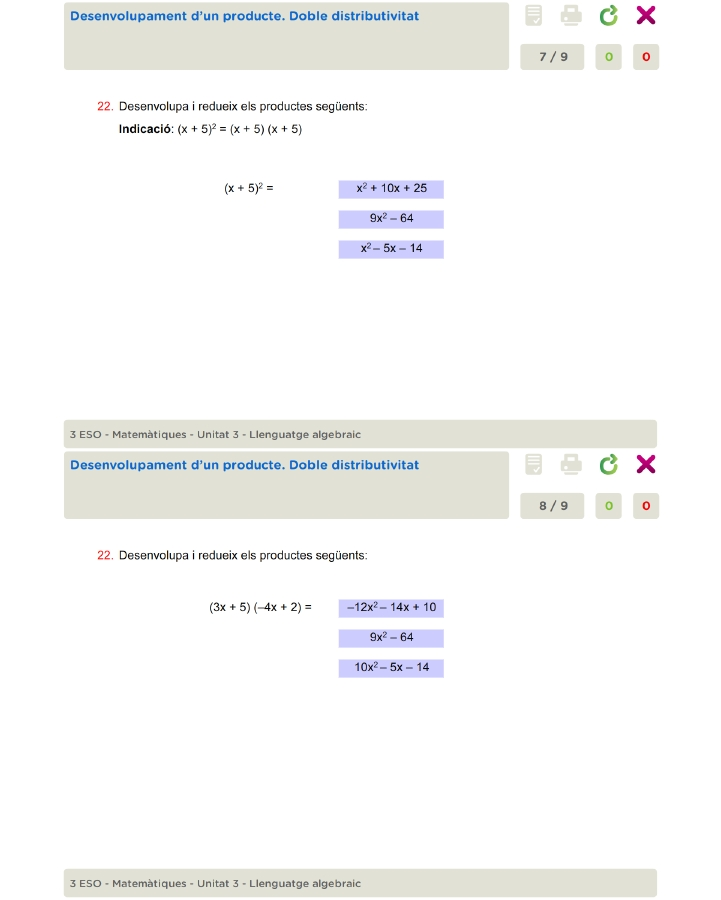 Desenvolupament d'un producte. Doble distributivitat
7 / 9 0 0
22. Desenvolupa i redueix els productes següents:
Indicació: (x + 5)² = (x + 5) (x + 5)
(x + 5)² = x² + 10x + 25
9x² – 64
x² – 5x – 14
3 ESO - Matemàtiques - Unitat 3 - Llenguatge algebraic
Desenvolupament d'un producte. Doble distributivitat
8 / 9 0 0
22. Desenvolupa i redueix els productes següents:
(3x + 5) (–4x + 2) = –12x² – 14x + 10
9x² – 64
10x² – 5x – 14
3 ESO - Matemàtiques - Unitat 3 - Llenguatge algebraic